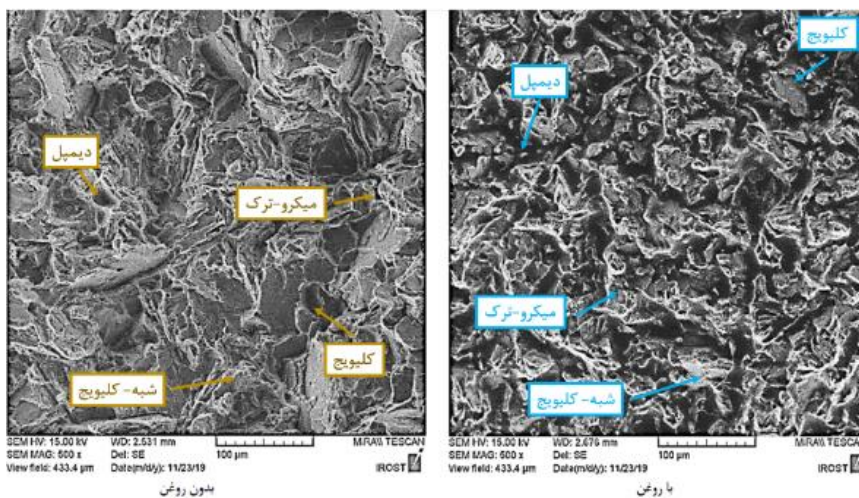 دیمپل
میکرو-ترک
کلیویج
شبه- کلیویج
SEM HV: 15.00 kV WD: 2.531 mm MIRA\\ TESCAN
SEM MAG: 500 x Det: SE 100 µm
View field: 433.4 µm Date(m/d/y): 11/23/19 IROST
بدون روغن
کلیویج
دیمپل
میکرو-ترک
شبه- کلیویج
SEM HV: 15.00 kV WD: 2.676 mm MIRA\\ TESCAN
SEM MAG: 500 x Det: SE 100 µm
View field: 433.4 µm Date(m/d/y): 11/23/19 IROST
با روغن